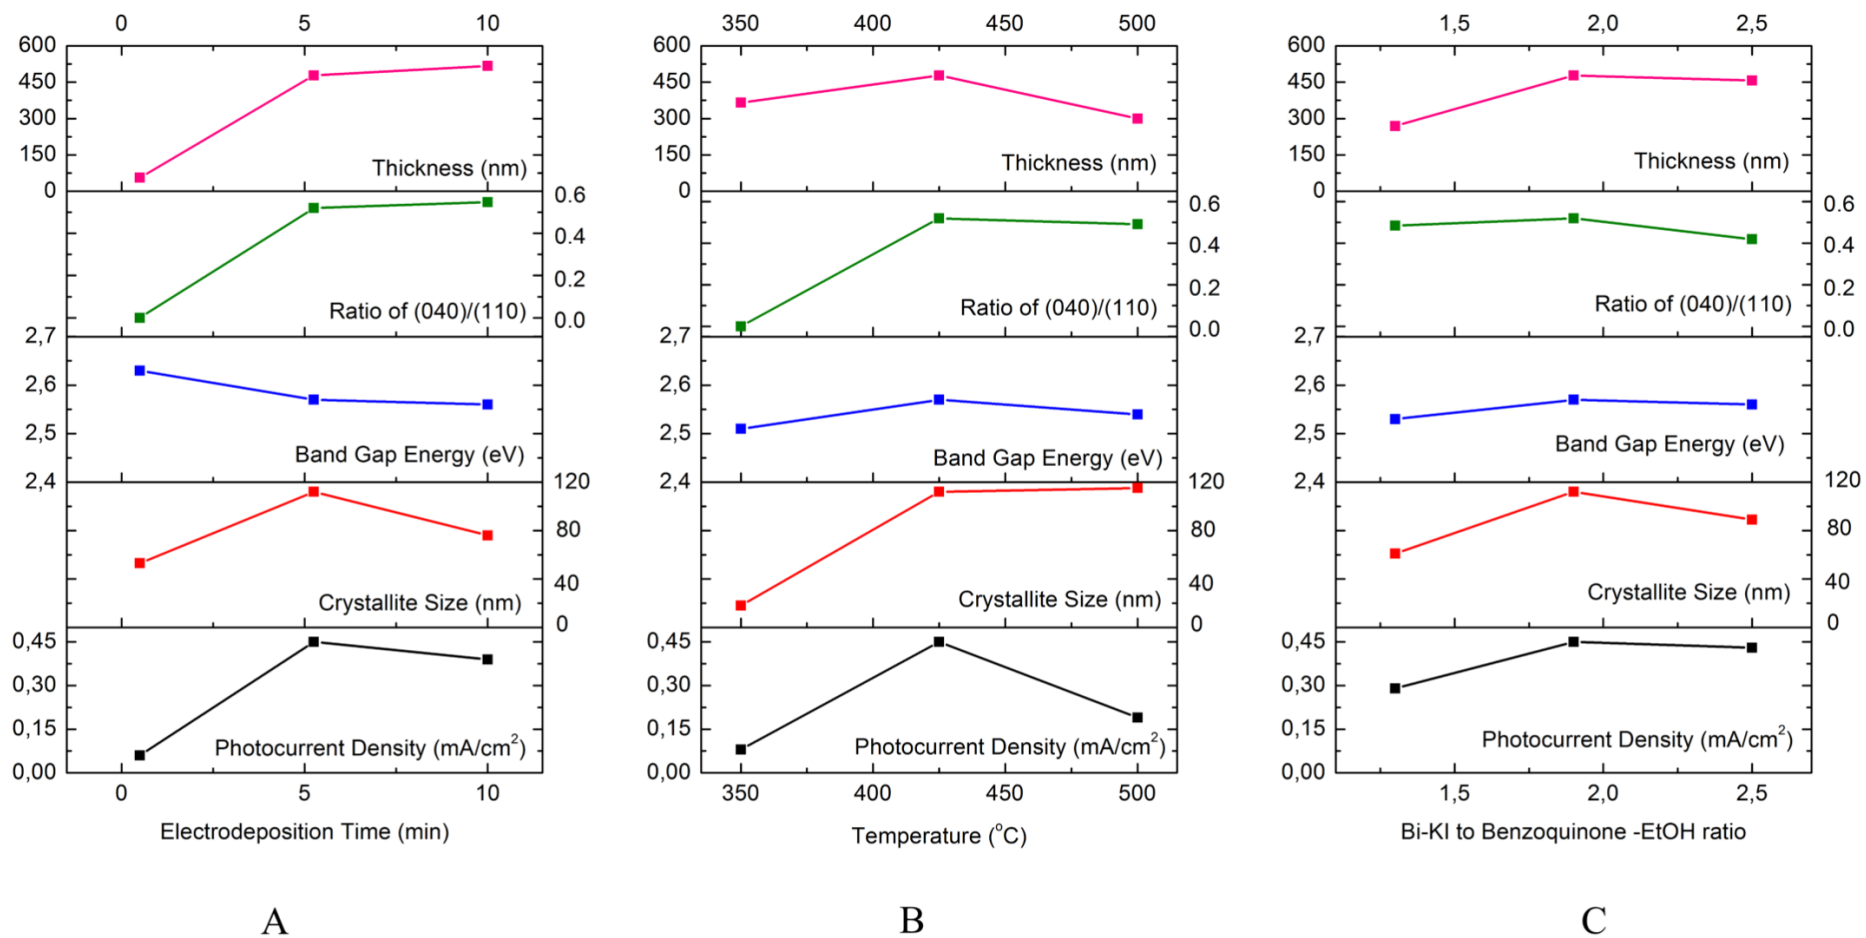 0 5 10
600
450
300
150
0
Thickness (nm)
0.6
0.4
0.2
0.0
Ratio of (040)/(110)
2,7
2,6
2,5
2,4
Band Gap Energy (eV)
120
80
40
0
Crystallite Size (nm)
0,45
0,30
0,15
0,00
Photocurrent Density (mA/cm²)
0 5 10
Electrodeposition Time (min)
A
350 400 450 500
600
450
300
150
0
Thickness (nm)
0.6
0.4
0.2
0.0
Ratio of (040)/(110)
2,7
2,6
2,5
2,4
Band Gap Energy (eV)
120
80
40
0
Crystallite Size (nm)
0,45
0,30
0,15
0,00
Photocurrent Density (mA/cm²)
350 400 450 500
Temperature (°C)
B
1,5 2,0 2,5
600
450
300
150
0
Thickness (nm)
0.6
0.4
0.2
0.0
Ratio of (040)/(110)
2,7
2,6
2,5
2,4
Band Gap Energy (eV)
120
80
40
0
Crystallite Size (nm)
0,45
0,30
0,15
0,00
Photocurrent Density (mA/cm²)
1,5 2,0 2,5
Bi-KI to Benzoquinone -EtOH ratio
C